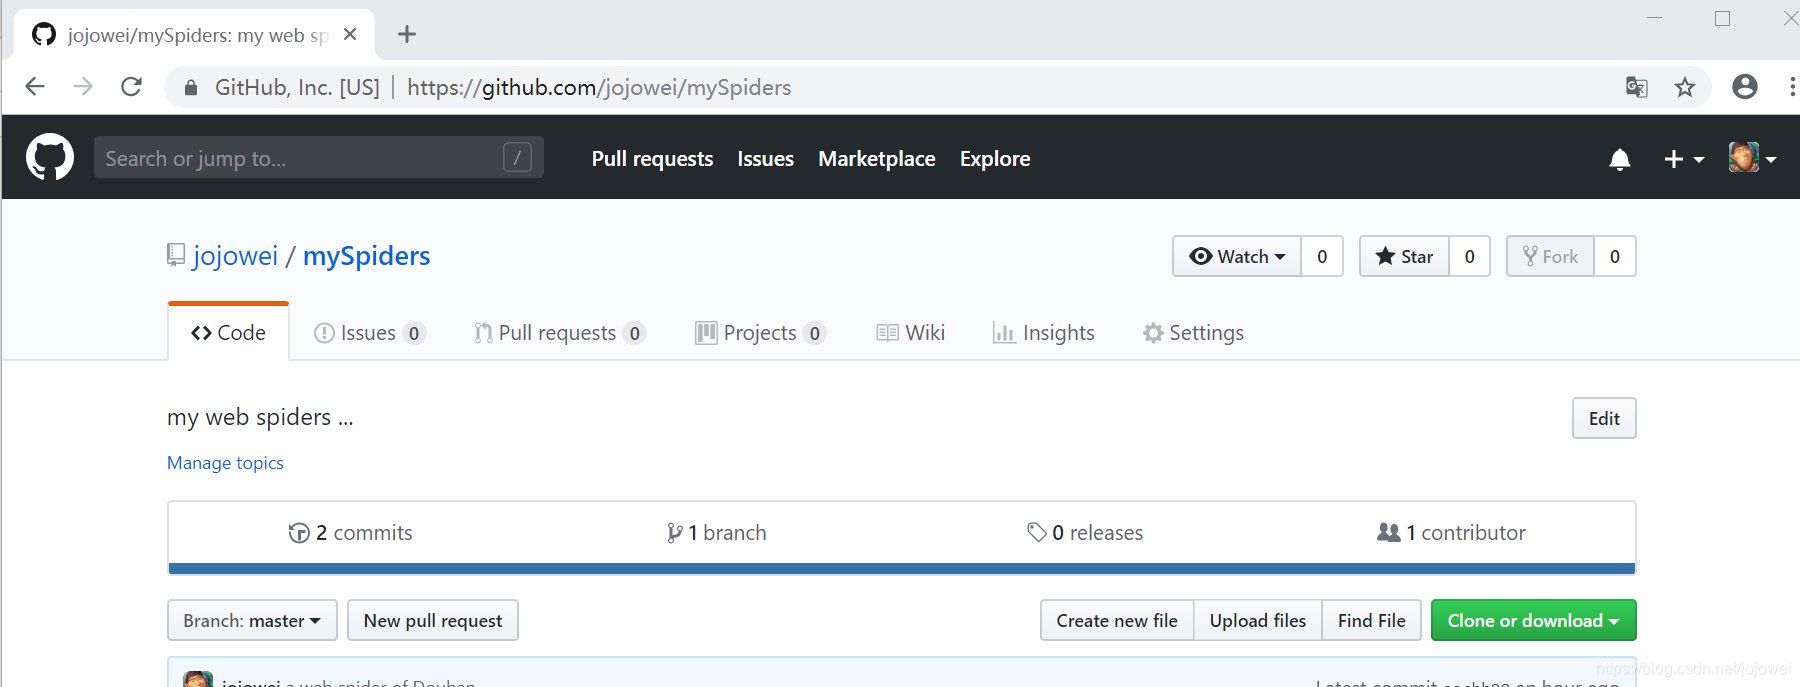 jojowei/mySpiders: my web sp
GitHub, Inc. [US] | https://github.com/jojowei/mySpiders
Search or jump to... /
Pull requests Issues Marketplace Explore
jojowei / mySpiders
Watch 0 Star 0 Fork 0
Code Issues 0 Pull requests 0 Projects 0 Wiki Insights Settings
my web spiders ...
Edit
Manage topics
2 commits 1 branch 0 releases 1 contributor
Branch: master New pull request Create new file Upload files Find File Clone or download
jojowei a web spider of Douban Latest commit an hour ago
https://blog.csdn.net/jojowei